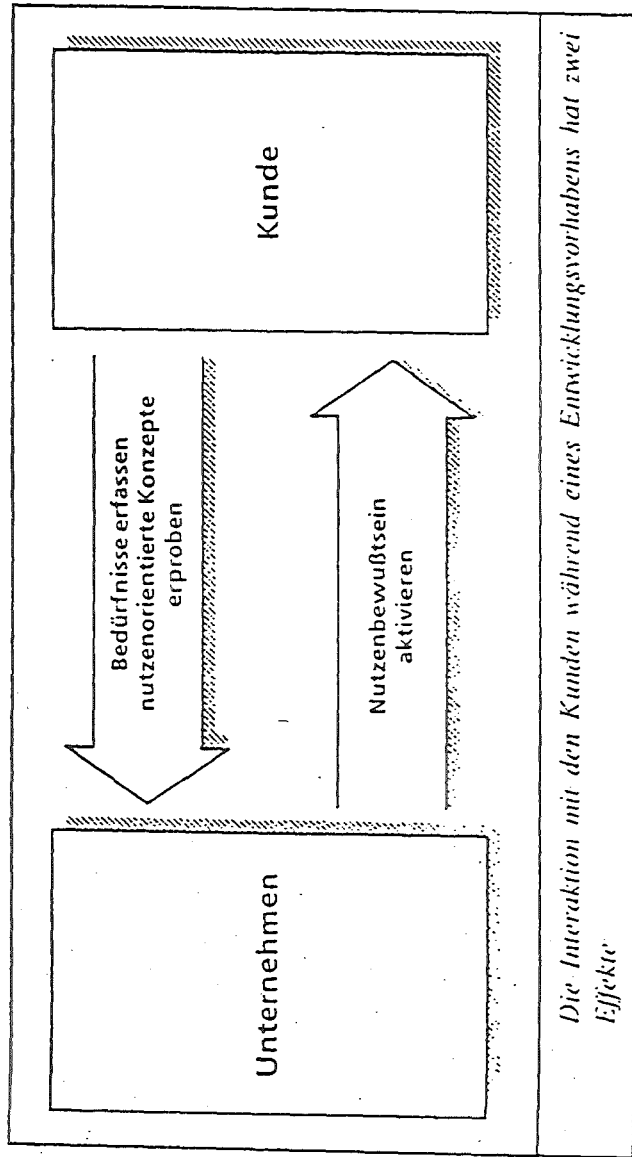 Unternehmen
Bedürfnisse erfassen
nutzenorientierte Konzepte
erproben
Nutzenbewußtsein
aktivieren
Kunde
Die Interaktion mit den Kunden während eines Entwicklungsvorhabens hat zwei
Effekte